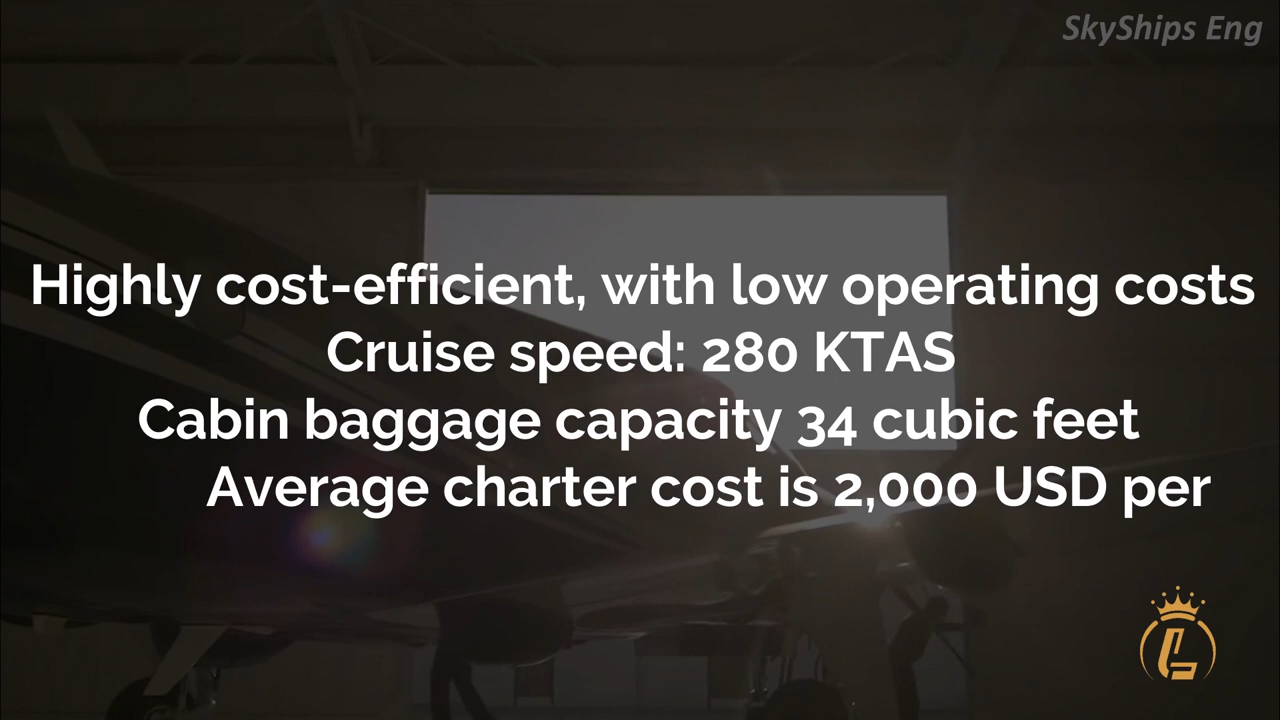 SkyShips Eng
Highly cost-efficient, with low operating costs
Cruise speed: 280 KTAS
Cabin baggage capacity 34 cubic feet
Average charter cost is 2,000 USD per